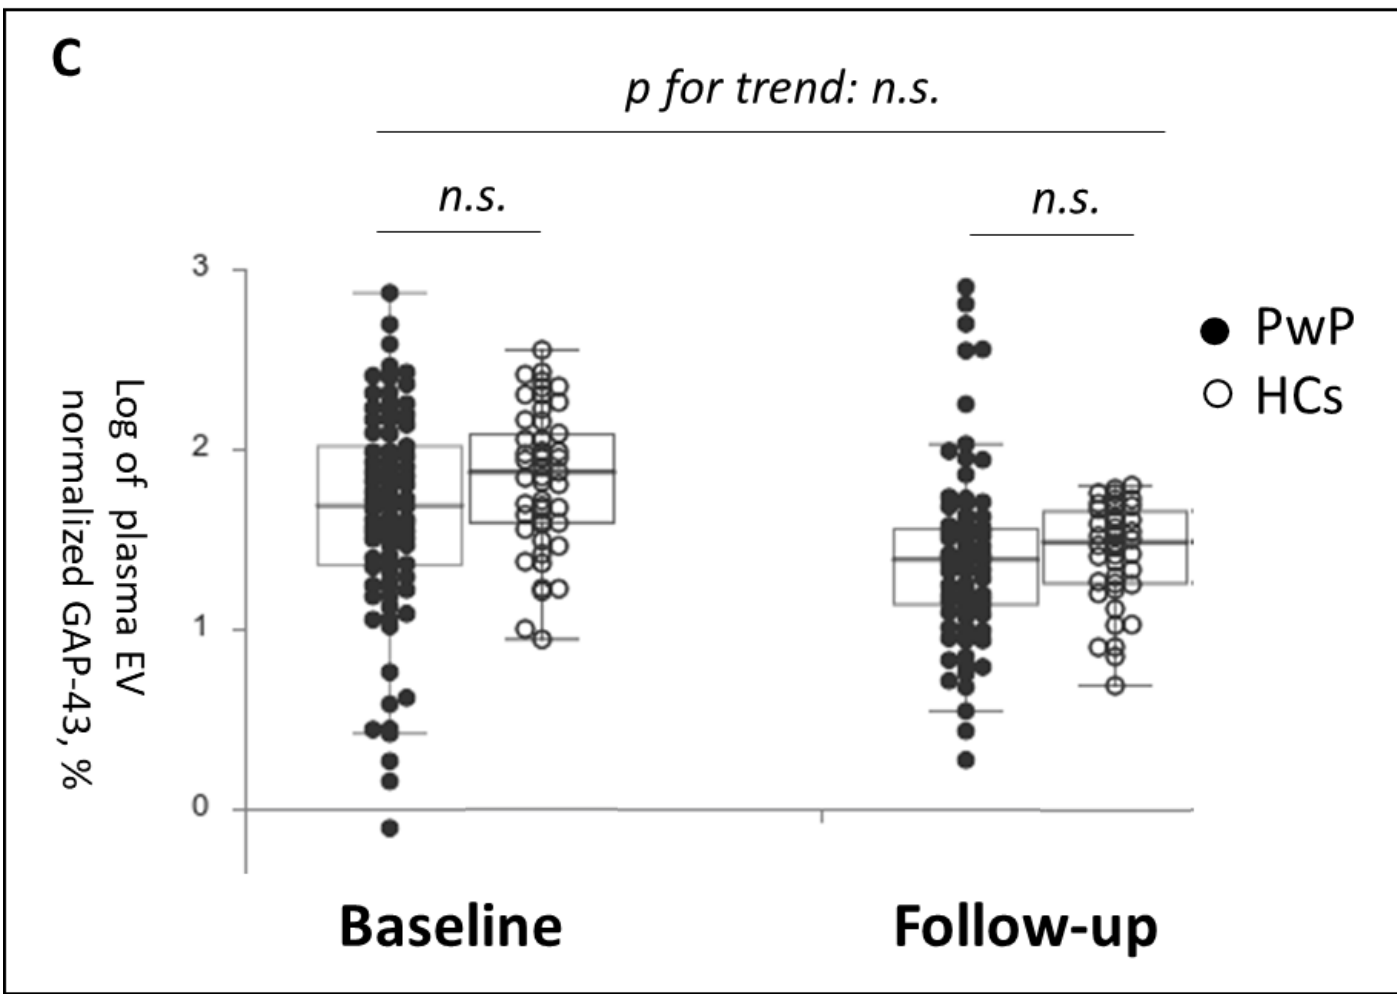 C
p for trend: n.s.
n.s.
n.s.
3
2
1
0
Log of plasma EV
normalized GAP-43, %
PwP
HCs
Baseline
Follow-up